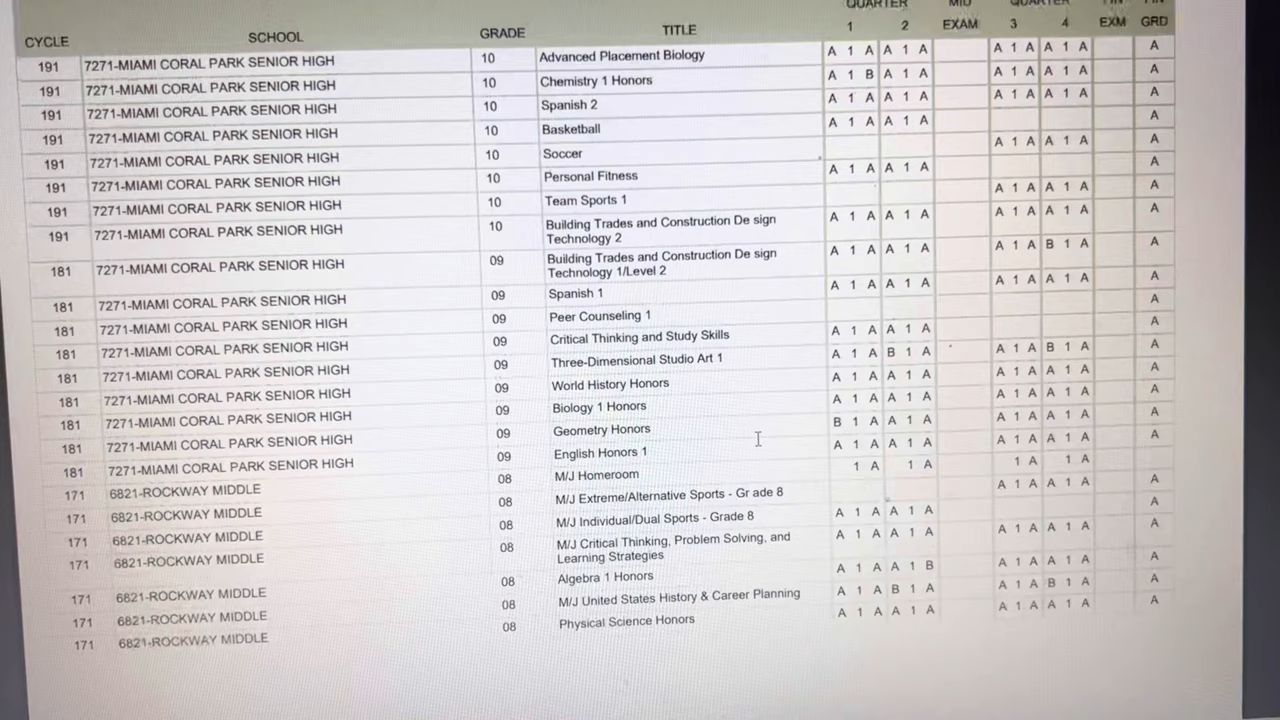 QUARTER MID QUARTER FIN FIN
CYCLE SCHOOL GRADE TITLE 1 2 EXAM 3 4 EXM GRD
191 7271-MIAMI CORAL PARK SENIOR HIGH 10 Advanced Placement Biology A 1 A A 1 A A 1 A A 1 A A
191 7271-MIAMI CORAL PARK SENIOR HIGH 10 Chemistry 1 Honors A 1 B A 1 A A 1 A A 1 A A
191 7271-MIAMI CORAL PARK SENIOR HIGH 10 Spanish 2 A 1 A A 1 A A 1 A A 1 A A
191 7271-MIAMI CORAL PARK SENIOR HIGH 10 Basketball A 1 A A 1 A A
191 7271-MIAMI CORAL PARK SENIOR HIGH 10 Soccer A 1 A A 1 A A
191 7271-MIAMI CORAL PARK SENIOR HIGH 10 Personal Fitness A 1 A A 1 A A
191 7271-MIAMI CORAL PARK SENIOR HIGH 10 Team Sports 1 A 1 A A 1 A A
191 7271-MIAMI CORAL PARK SENIOR HIGH 10 Building Trades and Construction De sign A 1 A A 1 A A 1 A A 1 A A
Technology 2
181 7271-MIAMI CORAL PARK SENIOR HIGH 09 Building Trades and Construction De sign A 1 A A 1 A A 1 A B 1 A A
Technology 1/Level 2
181 7271-MIAMI CORAL PARK SENIOR HIGH 09 Spanish 1 A 1 A A 1 A A 1 A A 1 A A
181 7271-MIAMI CORAL PARK SENIOR HIGH 09 Peer Counseling 1 A
181 7271-MIAMI CORAL PARK SENIOR HIGH 09 Critical Thinking and Study Skills A 1 A A 1 A A
181 7271-MIAMI CORAL PARK SENIOR HIGH 09 Three-Dimensional Studio Art 1 A 1 A B 1 A A 1 A B 1 A A
181 7271-MIAMI CORAL PARK SENIOR HIGH 09 World History Honors A 1 A A 1 A A 1 A A 1 A A
181 7271-MIAMI CORAL PARK SENIOR HIGH 09 Biology 1 Honors A 1 A A 1 A A 1 A A 1 A A
181 7271-MIAMI CORAL PARK SENIOR HIGH 09 Geometry Honors B 1 A A 1 A A 1 A A 1 A A
181 7271-MIAMI CORAL PARK SENIOR HIGH 09 English Honors 1 A 1 A A 1 A A 1 A A 1 A A
171 6821-ROCKWAY MIDDLE 08 M/J Homeroom 1 A 1 A 1 A 1 A
171 6821-ROCKWAY MIDDLE 08 M/J Extreme/Alternative Sports - Gr ade 8 A 1 A A 1 A A
171 6821-ROCKWAY MIDDLE 08 M/J Individual/Dual Sports - Grade 8 A 1 A A 1 A A
171 6821-ROCKWAY MIDDLE 08 M/J Critical Thinking, Problem Solving, and A 1 A A 1 A A 1 A A 1 A A
Learning Strategies
171 6821-ROCKWAY MIDDLE 08 Algebra 1 Honors A 1 A A 1 B A 1 A A 1 A A
171 6821-ROCKWAY MIDDLE 08 M/J United States History & Career Planning A 1 A B 1 A A 1 A B 1 A A
171 6821-ROCKWAY MIDDLE 08 Physical Science Honors A 1 A A 1 A A 1 A A 1 A A